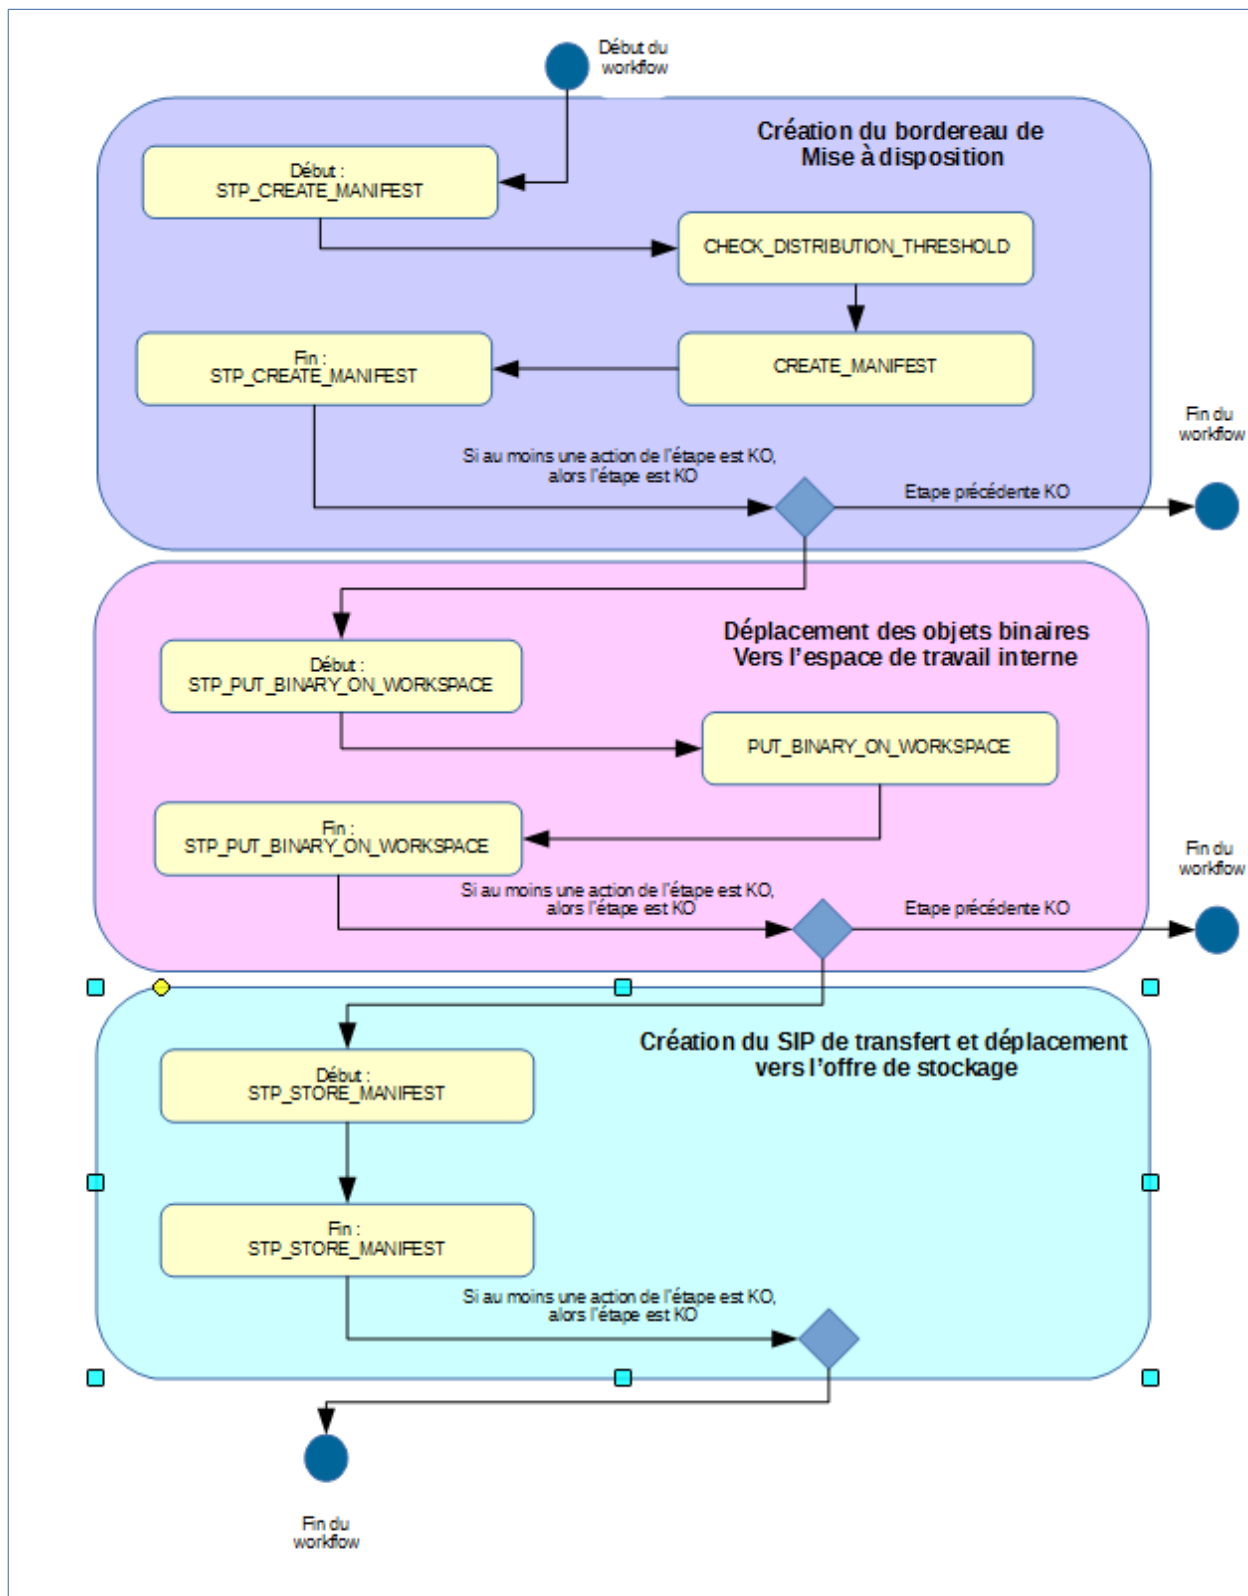 Début du
workflow
Création du bordereau de
Mise à disposition
Début :
STP_CREATE_MANIFEST
CHECK_DISTRIBUTION_THRESHOLD
Fin :
STP_CREATE_MANIFEST
CREATE_MANIFEST
Fin du
workflow
Si au moins une action de l'étape est KO,
alors l'étape est KO
Etape précédente KO
Déplacement des objets binaires
Vers l'espace de travail interne
Début :
STP_PUT_BINARY_ON_WORKSPACE
PUT_BINARY_ON_WORKSPACE
Fin :
STP_PUT_BINARY_ON_WORKSPACE
Fin du
workflow
Si au moins une action de l'étape est KO,
alors l'étape est KO
Etape précédente KO
Création du SIP de transfert et déplacement
vers l'offre de stockage
Début :
STP_STORE_MANIFEST
Fin :
STP_STORE_MANIFEST
Si au moins une action de l'étape est KO,
alors l'étape est KO
Fin du
workflow